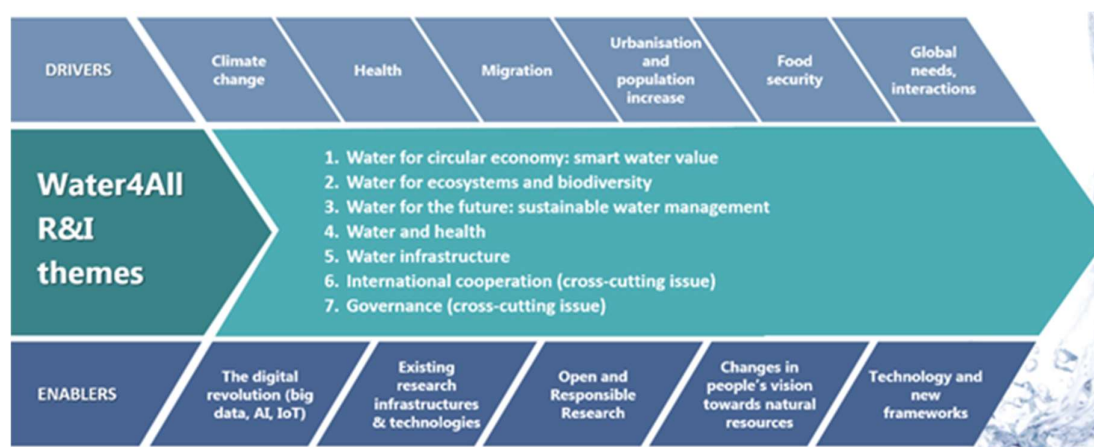 DRIVERS
Climate
change
Health
Migration
Urbanisation
and
population
increase
Food
security
Global
needs,
interactions
Water4All
R&I
themes
1. Water for circular economy: smart water value
2. Water for ecosystems and biodiversity
3. Water for the future: sustainable water management
4. Water and health
5. Water infrastructure
6. International cooperation (cross-cutting issue)
7. Governance (cross-cutting issue)
ENABLERS
The digital
revolution (big
data, AI, IoT)
Existing
research
infrastructures
& technologies
Open and
Responsible
Research
Changes in
people's vision
towards natural
resources
Technology and
new
frameworks